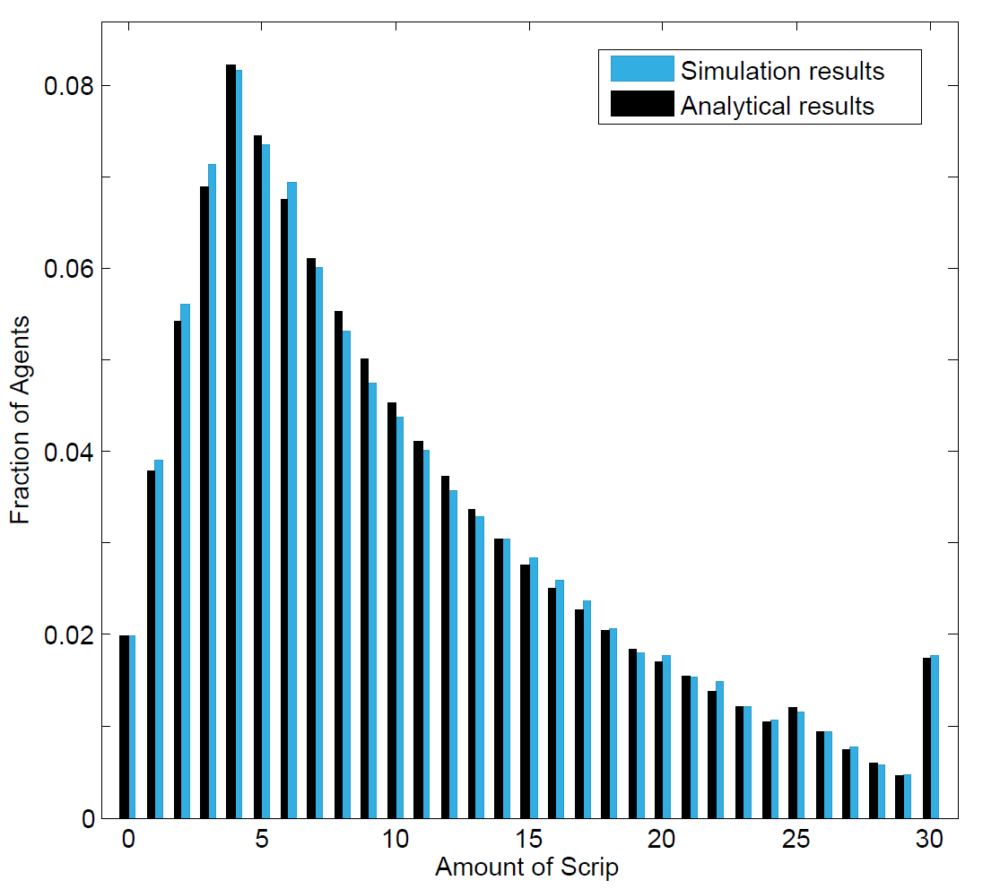 Simulation results
Analytical results
0.08
0.06
0.04
0.02
0
Fraction of Agents
0 5 10 15 20 25 30
Amount of Scrip